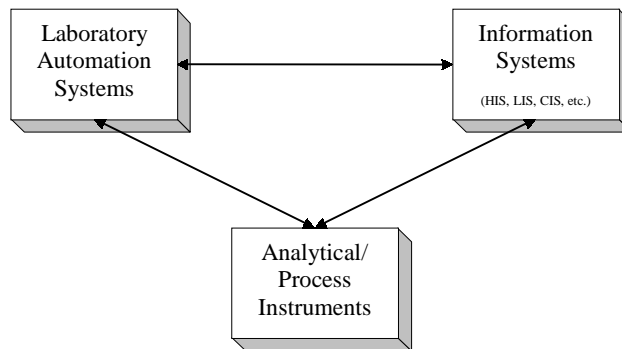 Laboratory
Automation
Systems
Information
Systems
(HIS, LIS, CIS, etc.)
Analytical/
Process
Instruments